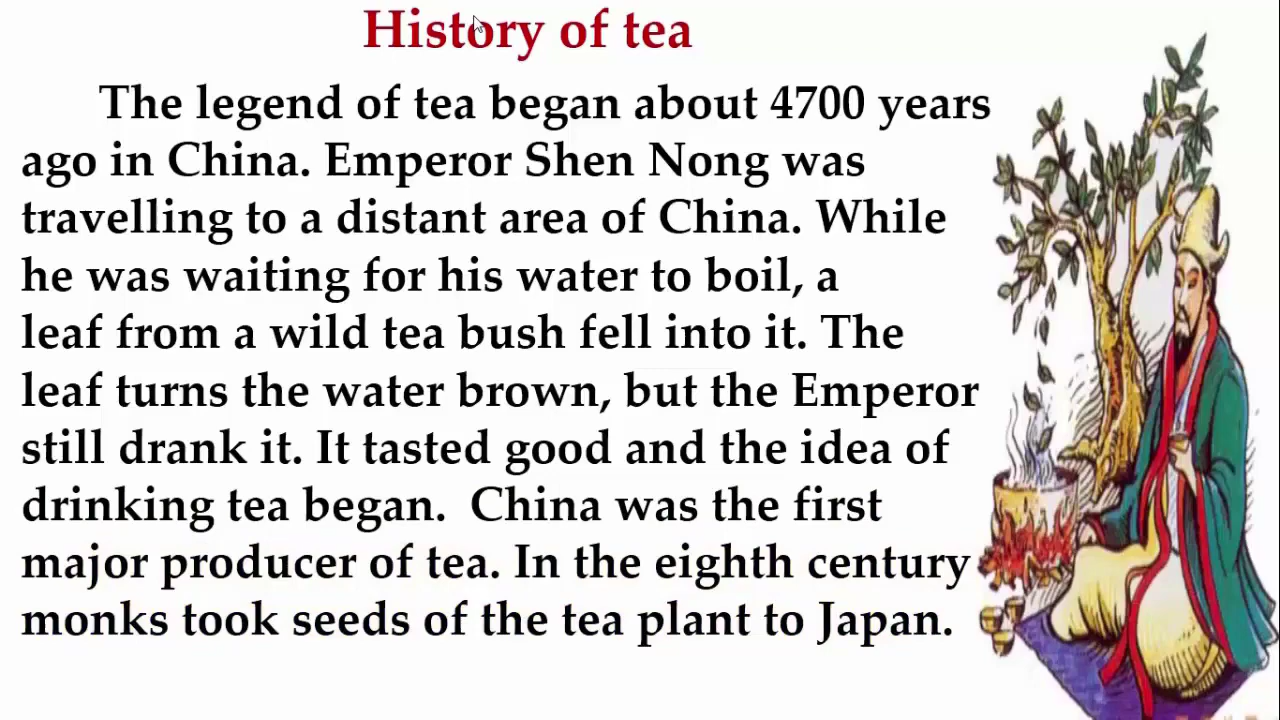 History of tea
The legend of tea began about 4700 years
ago in China. Emperor Shen Nong was
travelling to a distant area of China. While
he was waiting for his water to boil, a
leaf from a wild tea bush fell into it. The
leaf turns the water brown, but the Emperor
still drank it. It tasted good and the idea of
drinking tea began.  China was the first
major producer of tea. In the eighth century
monks took seeds of the tea plant to Japan.